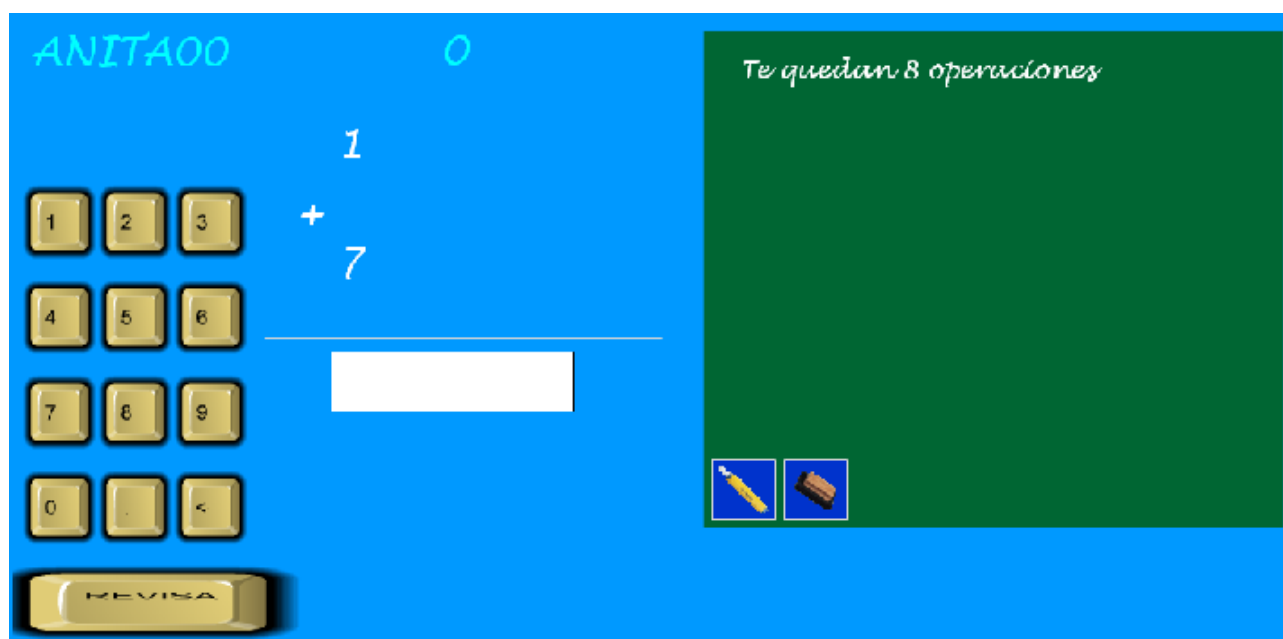 ANITA00 0
Te quedan 8 operaciones
1
+
7
1 2 3
4 5 6
7 8 9
0 . <
REVISA